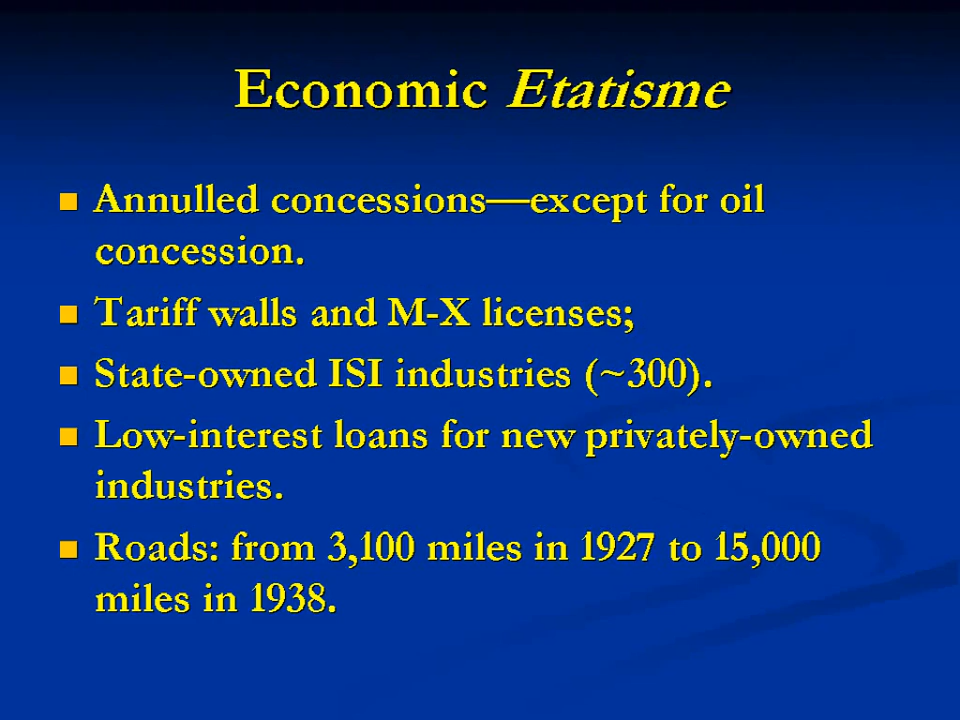 Economic Etatisme
Annulled concessions—except for oil
concession.
Tariff walls and M-X licenses;
State-owned ISI industries (~300).
Low-interest loans for new privately-owned
industries.
Roads: from 3,100 miles in 1927 to 15,000
miles in 1938.